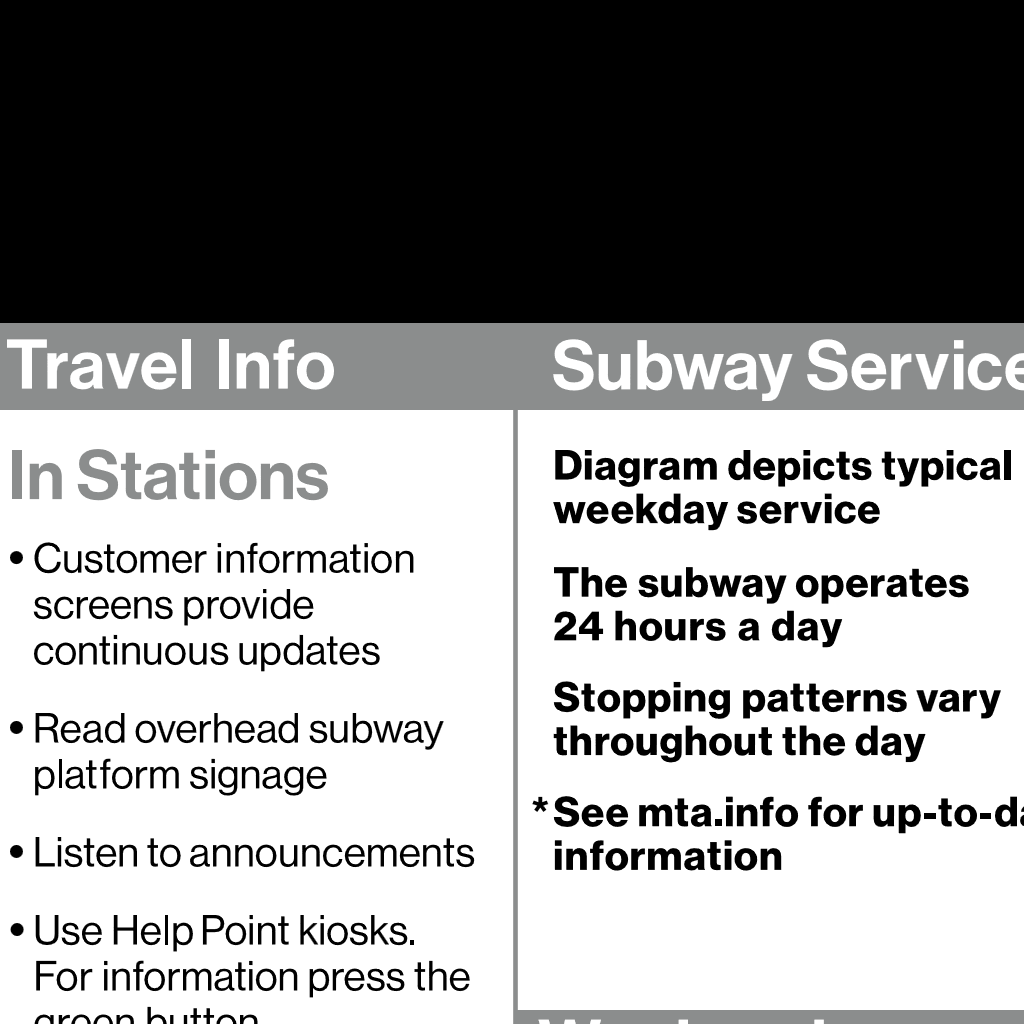 Travel Info
In Stations
• Customer information
screens provide
continuous updates
• Read overhead subway
platform signage
• Listen to announcements
• Use Help Point kiosks.
For information press the
green button
Subway Service
Diagram depicts typical
weekday service
The subway operates
24 hours a day
Stopping patterns vary
throughout the day
*See mta.info for up-to-da
information